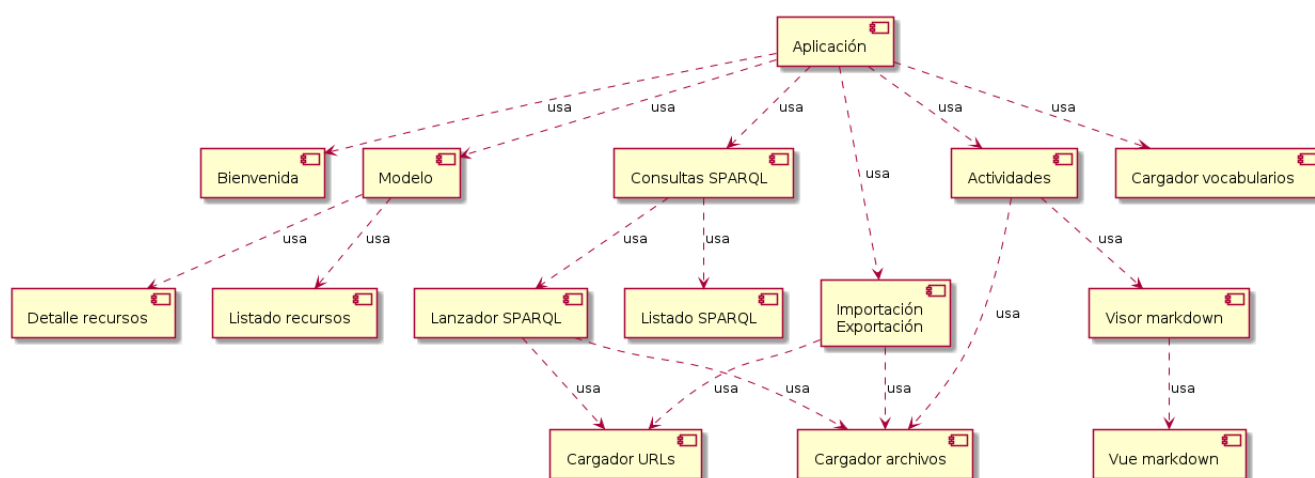 Aplicación
usa
usa
usa
usa
usa
usa
Bienvenida
Modelo
Consultas SPARQL
Actividades
Cargador vocabularios
usa
usa
usa
usa
usa
usa
Detalle recursos
Listado recursos
Lanzador SPARQL
Listado SPARQL
Importación
Exportación
Visor markdown
usa
usa
usa
usa
usa
Cargador URLs
Cargador archivos
Vue markdown